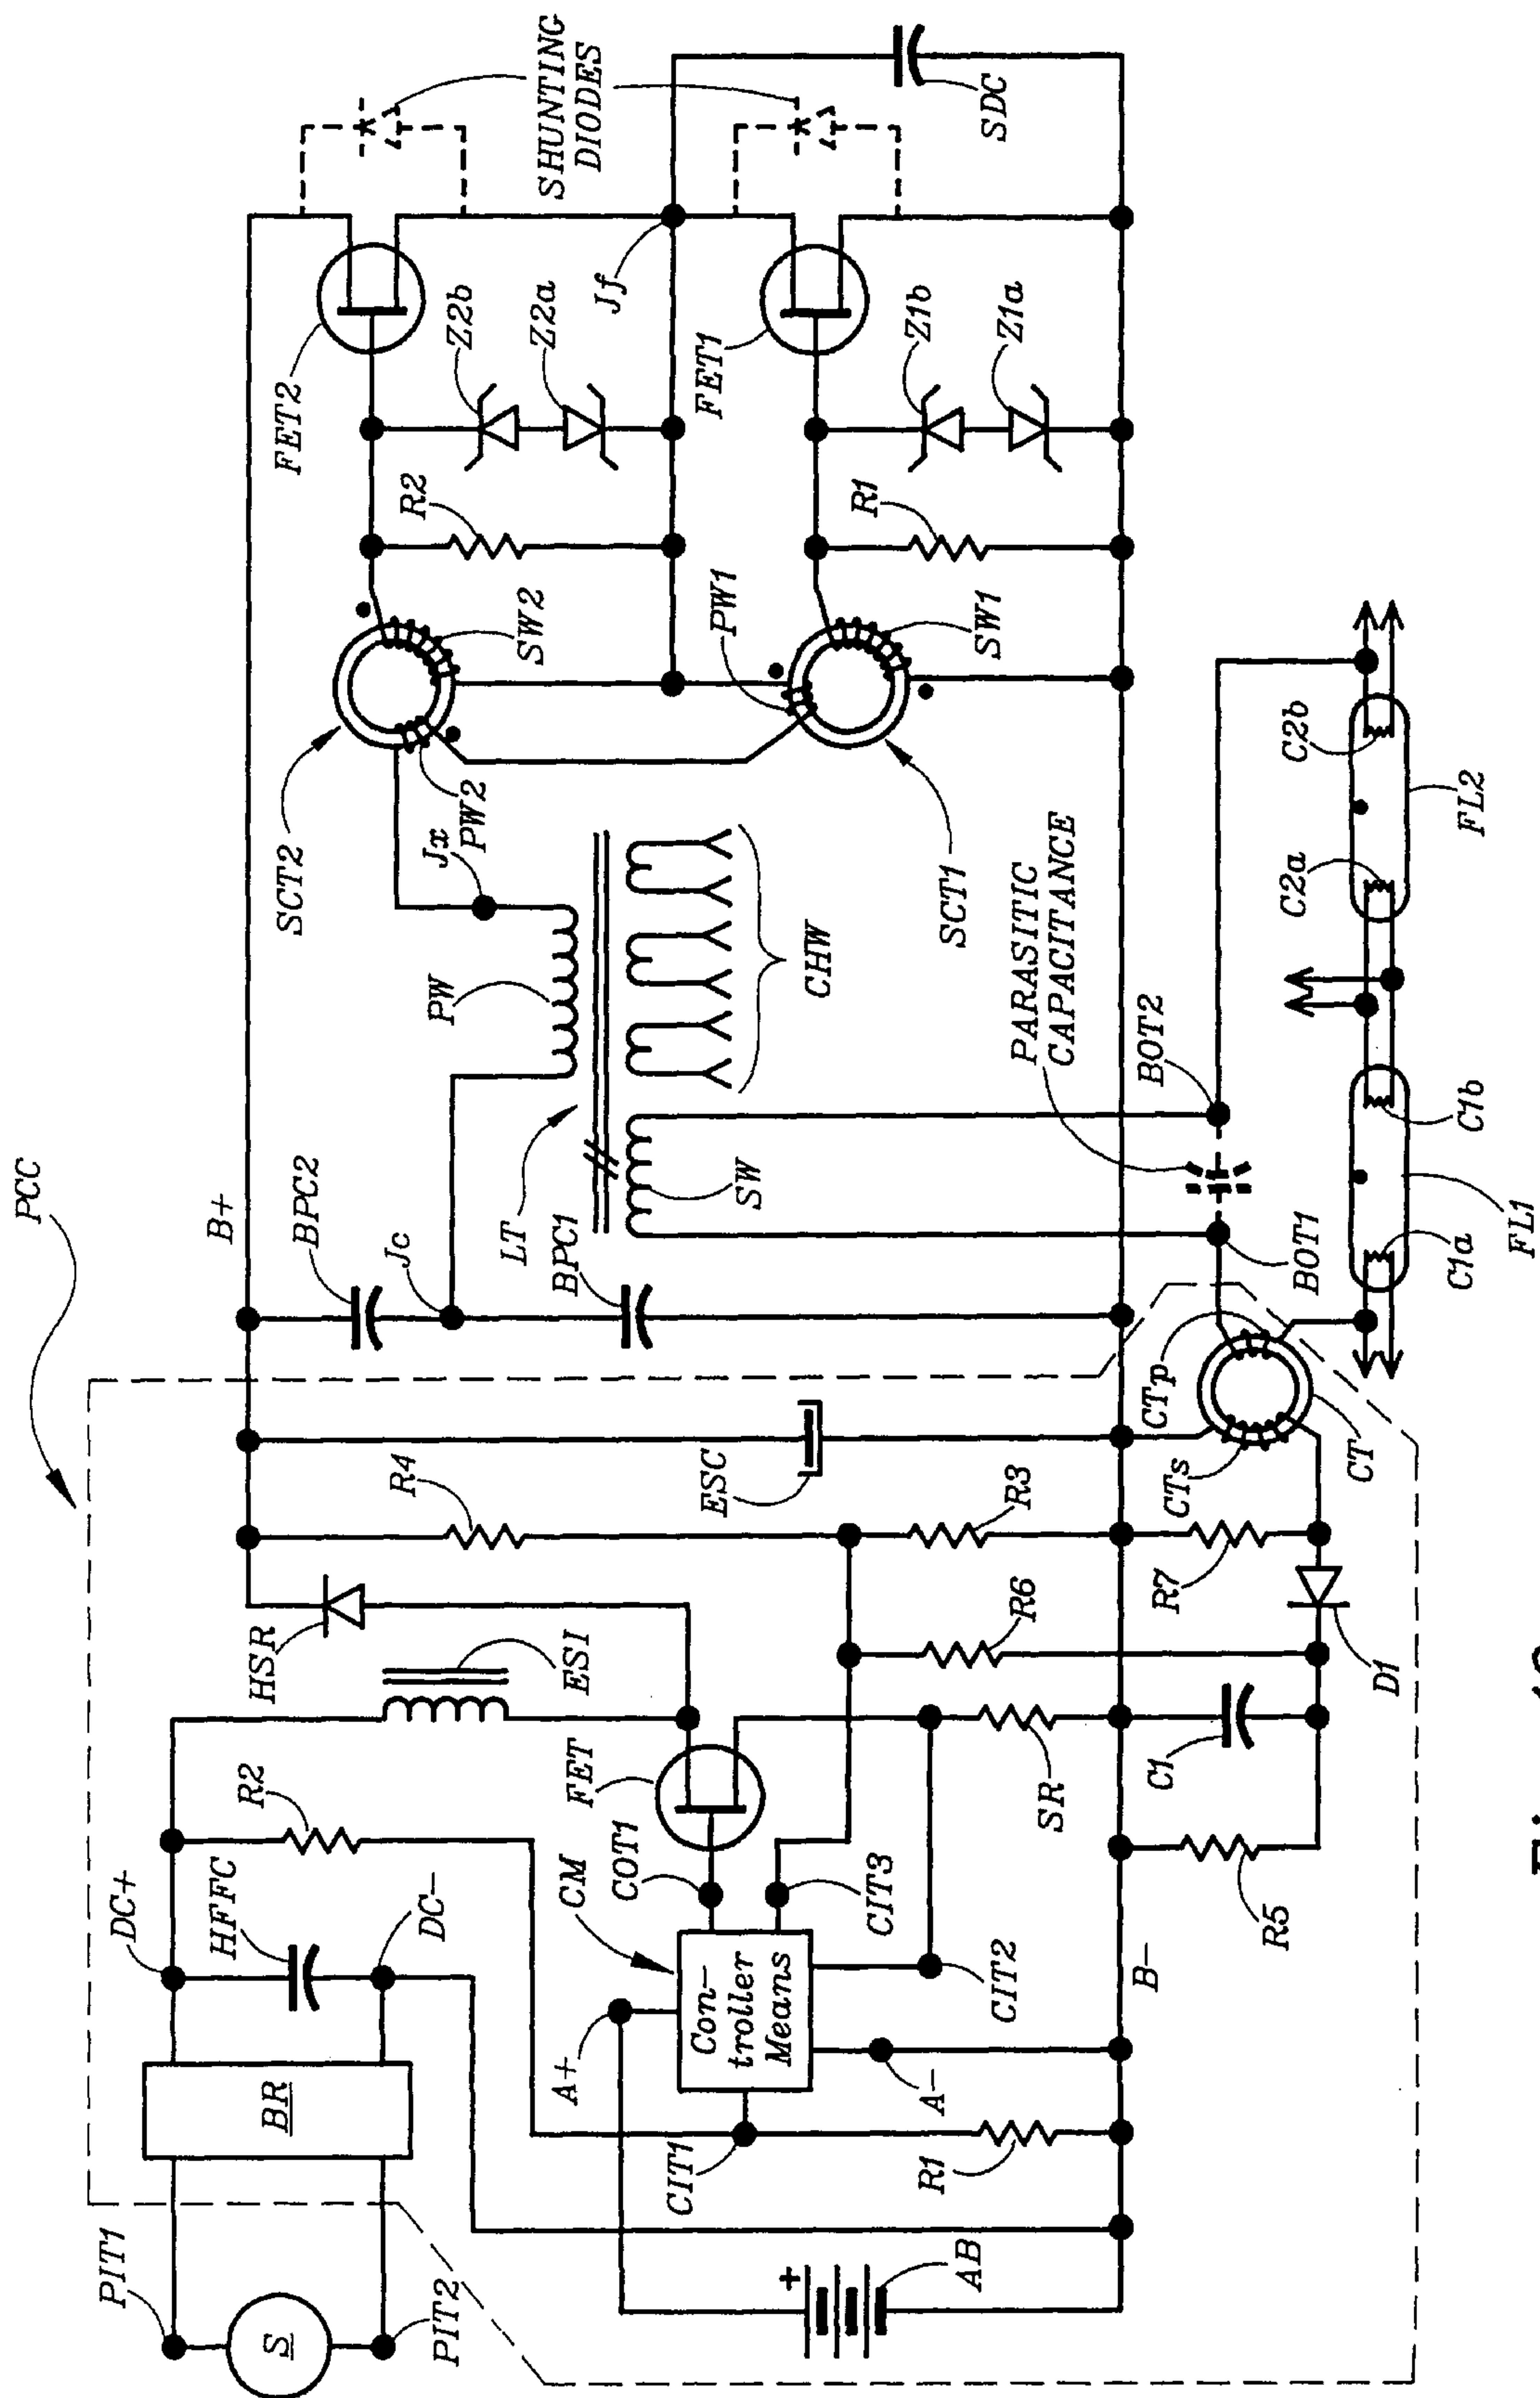 PCC
PIT1
S
PIT2
BR
DC+
HFFC
DC-
R2
HSR
ESI
B+
BPC2
Jc
R4
LT
PW
Jx
PW2
SCT2
FET2
SW2
R2
Z2b
Z2a
SHUNTING
DIODES
Jf
A+
CM
COT1
FET
CIT1
Con-
troller
Means
CIT3
CIT2
A-
R1
AB
+
SR
R6
R3
ESC
BPC1
SW
CHW
SCT1
PW1
SW1
R1
FET1
Z1b
Z1a
SDC
B-
R5
C1
D1
R7
CTs
CTp
CT
BOT1
BOT2
PARASITIC
CAPACITANCE
C1a
FL1
C1b
C2a
FL2
C2b